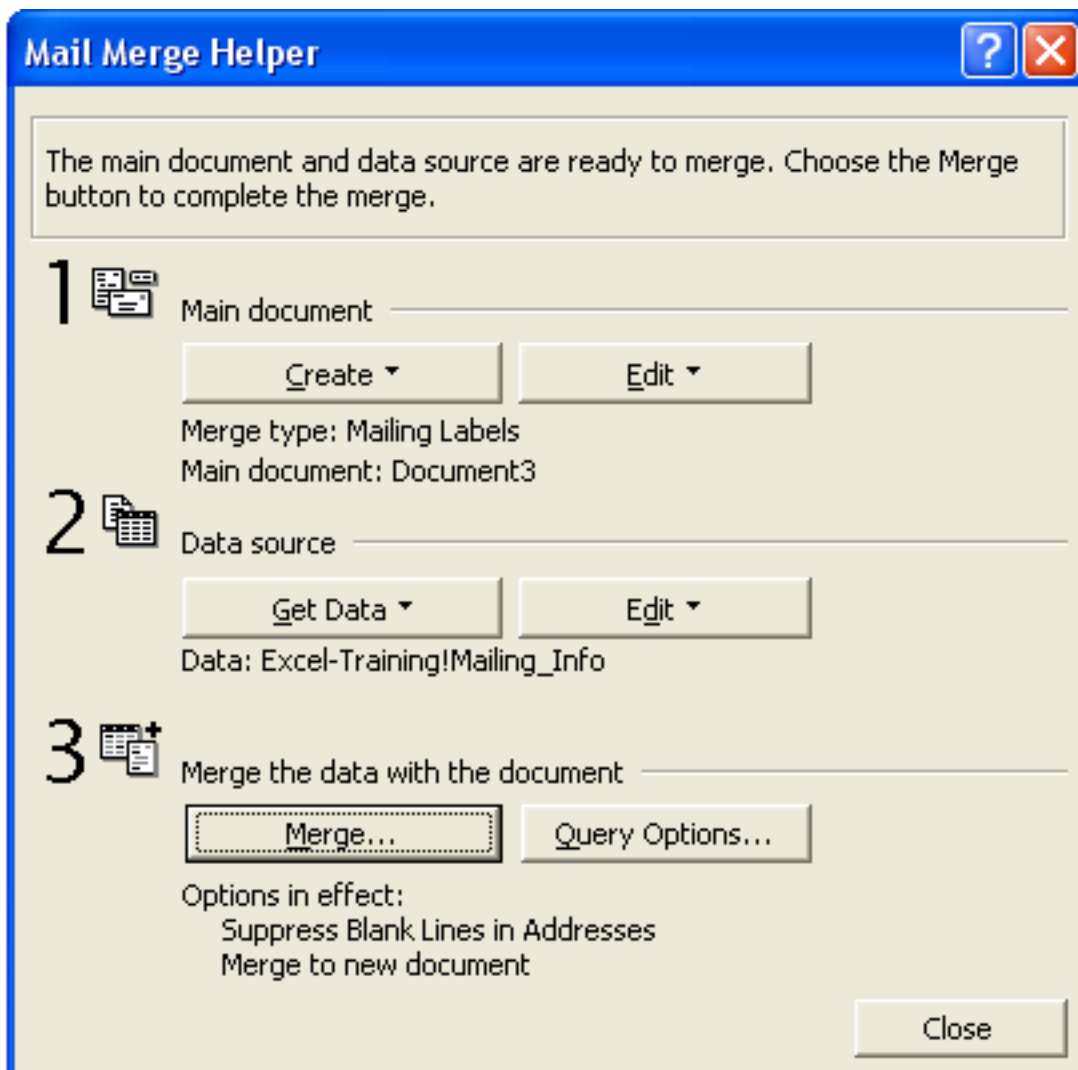 Mail Merge Helper
The main document and data source are ready to merge. Choose the Merge
button to complete the merge.
1
Main document
Create Edit
Merge type: Mailing Labels
Main document: Document3
2
Data source
Get Data Edit
Data: Excel-Training!Mailing_Info
3
Merge the data with the document
Merge... Query Options...
Options in effect:
Suppress Blank Lines in Addresses
Merge to new document
Close